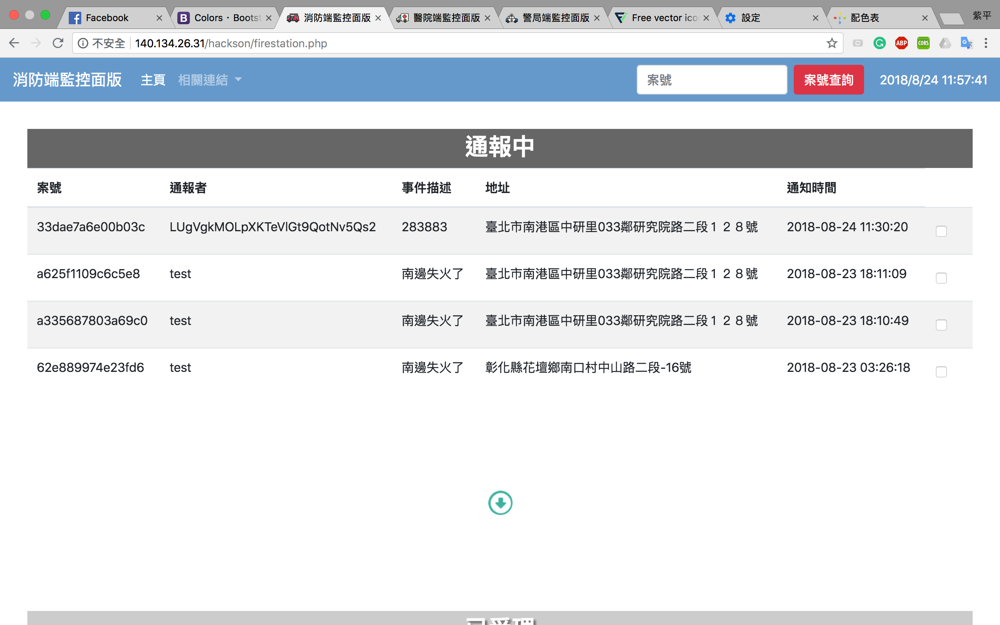 Facebook
Colors · Bootst
消防端監控面版
醫院端監控面版
警局端監控面版
Free vector ico
設定
配色表
紫平
不安全
140.134.26.31/hackson/firestation.php
ABP
CORS
消防端監控面版 主頁 相關連結
案號
案號查詢
2018/8/24 11:57:41
通報中
案號 通報者 事件描述 地址 通知時間
33dae7a6e00b03c LUgVgkMOLpXKTeVlGt9QotNv5Qs2 283883 臺北市南港區中研里033鄰研究院路二段１２８號 2018-08-24 11:30:20
a625f1109c6c5e8 test 南邊失火了 臺北市南港區中研里033鄰研究院路二段１２８號 2018-08-23 18:11:09
a335687803a69c0 test 南邊失火了 臺北市南港區中研里033鄰研究院路二段１２８號 2018-08-23 18:10:49
62e889974e23fd6 test 南邊失火了 彰化縣花壇鄉南口村中山路二段-16號 2018-08-23 03:26:18